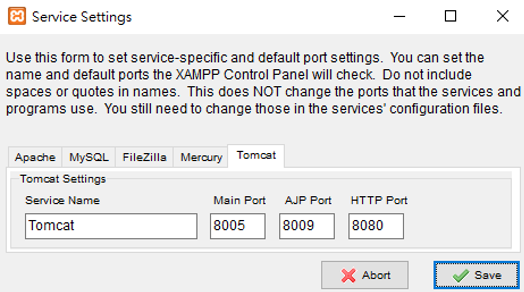 Service Settings
Use this form to set service-specific and default port settings.  You can set the
name and default ports the XAMPP Control Panel will check.  Do not include
spaces or quotes in names.  This does NOT change the ports that the services and
programs use.  You still need to change those in the services' configuration files.
Apache MySQL FileZilla Mercury Tomcat
Tomcat Settings
Service Name Main Port AJP Port HTTP Port
Tomcat 8005 8009 8080
Abort Save